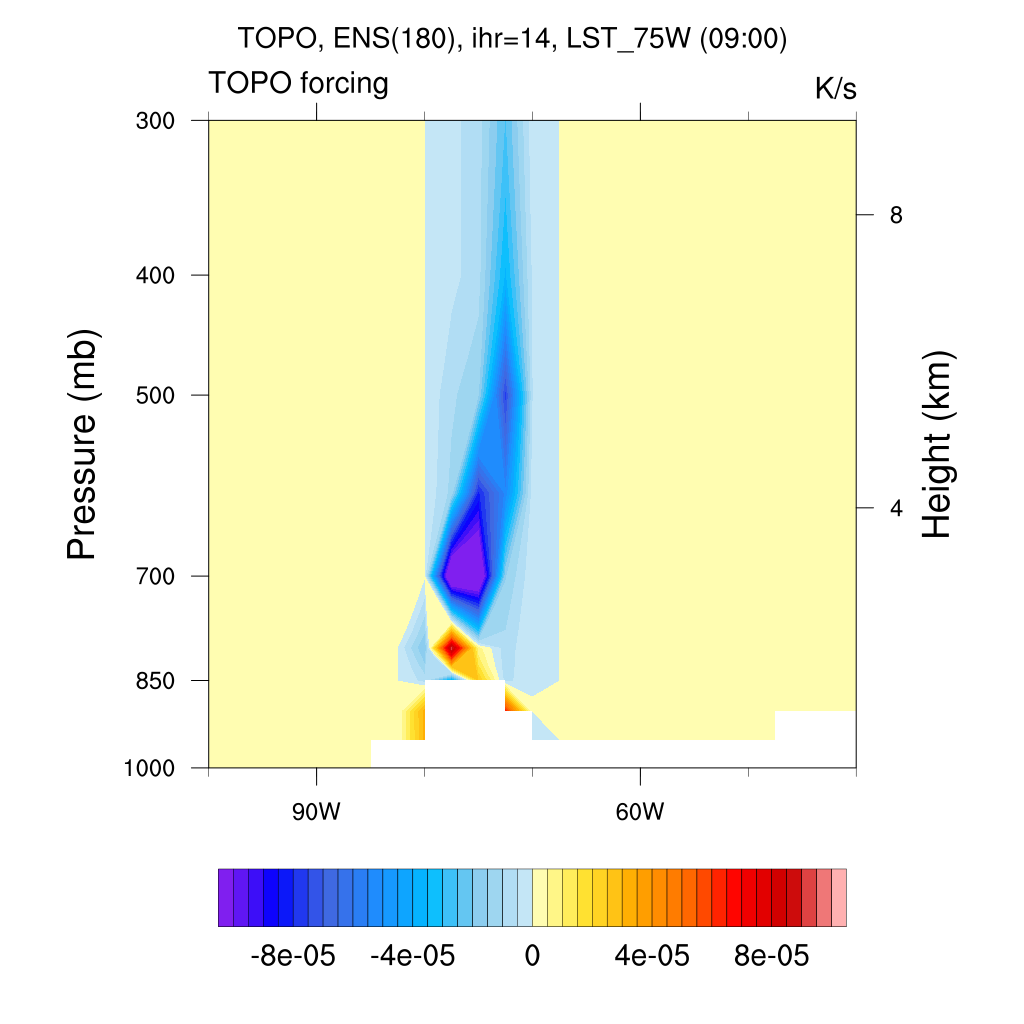 TOPO, ENS(180), ihr=14, LST_75W (09:00)
TOPO forcing
K/s
300
400
500
700
850
1000
Pressure (mb)
8
4
Height (km)
90W
60W
-8e-05
-4e-05
0
4e-05
8e-05